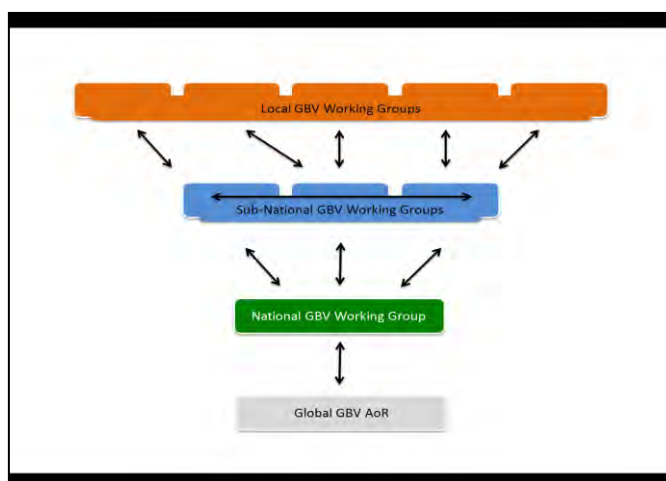 Local GBV Working Groups
Sub-National GBV Working Groups
National GBV Working Group
Global GBV AoR